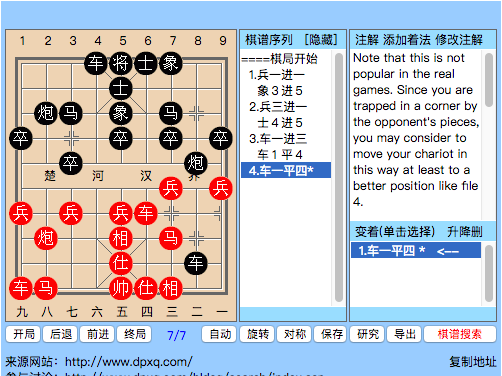 1 2 3 4 5 6 7 8 9
车 将 士 象
士
炮 马 象 马
卒 卒 卒 卒
卒 炮
楚 河 汉 界
兵 兵
兵 兵 兵 车
炮 相 马
仕 车
车 马 帅 仕 相
九 八 七 六 五 四 三 二 一
棋谱序列 [隐藏]
====棋局开始
1.兵一进一
象3进5
2.兵三进一
士4进5
3.车一进三
车1平4
4.车一平四*
注解 添加着法 修改注解
Note that this is not
popular in the real
games. Since you are
trapped in a corner by
the opponent's pieces,
you may consider to
move your chariot in
this way at least to a
better position like file
4.
变着(单击选择) 升降删
1.车一平四 * <--
开局 后退 前进 终局 7/7 自动 旋转 对称 保存 研究 导出 棋谱搜索
来源网站: http://www.dpxq.com/ 复制地址